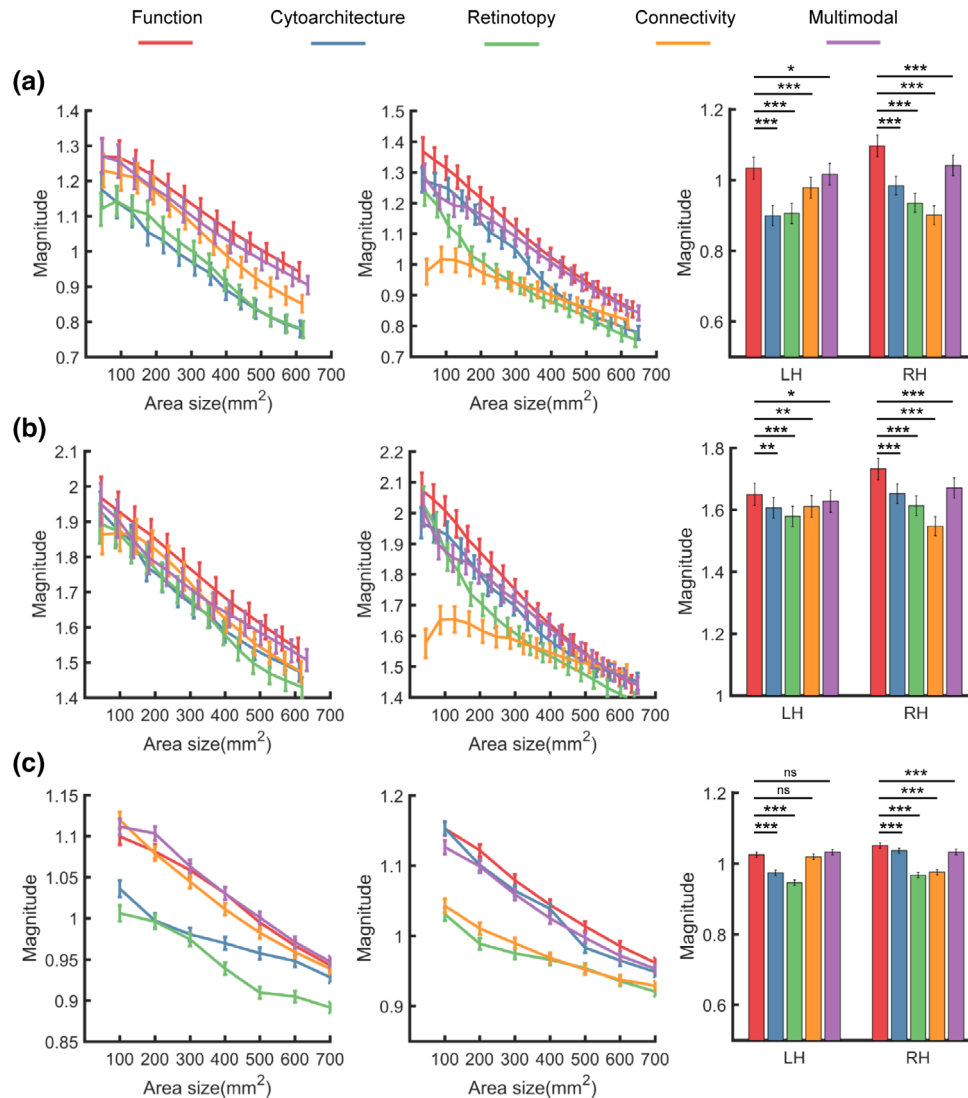 Function Cytoarchitecture Retinotopy Connectivity Multimodal
(a)
1.4
1.3
1.2
1.1
1
0.9
0.8
0.7
Magnitude
100 200 300 400 500 600 700
Area size(mm²)
1.5
1.4
1.3
1.2
1.1
1
0.9
0.8
0.7
Magnitude
100 200 300 400 500 600 700
Area size(mm²)
1.2
1
0.8
0.6
Magnitude
*
***
***
***
***
***
***
***
LH RH
(b)
2.1
2
1.9
1.8
1.7
1.6
1.5
1.4
Magnitude
100 200 300 400 500 600 700
Area size(mm²)
2.2
2.1
2
1.9
1.8
1.7
1.6
1.5
1.4
Magnitude
100 200 300 400 500 600 700
Area size(mm²)
1.8
1.6
1.4
1.2
1
Magnitude
*
**
***
**
***
***
***
***
LH RH
(c)
1.15
1.1
1.05
1
0.95
0.9
0.85
Magnitude
100 200 300 400 500 600 700
Area size(mm²)
1.2
1.1
1
0.9
Magnitude
100 200 300 400 500 600 700
Area size(mm²)
1.2
1
0.8
0.6
Magnitude
ns
ns
***
***
***
***
***
***
LH RH